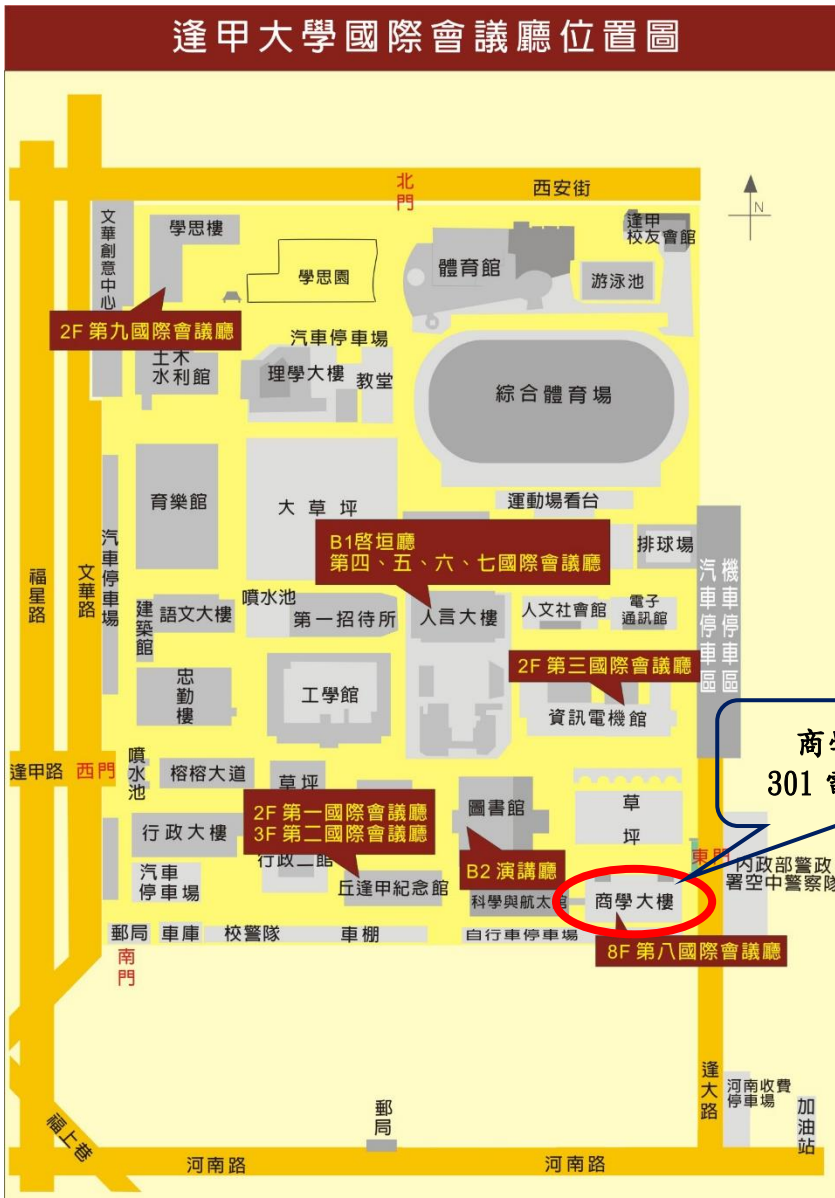 逢甲大學國際會議廳位置圖
北門
西安街
N
文華創意中心
學思樓
學思園
體育館
游泳池
逢甲
校友會館
2F 第九國際會議廳
土木
水利館
汽車停車場
理學大樓
教堂
綜合體育場
福星路
文華路
汽車停車場
育樂館
大草坪
運動場看台
排球場
汽車停車區
機車停車區
B1啓垣廳
第四、五、六、七國際會議廳
建築館
語文大樓
噴水池
第一招待所
人言大樓
人文社會館
電子
通訊館
忠勤樓
工學館
2F 第三國際會議廳
資訊電機館
商學
301 電
逢甲路
西門
噴水池
榕榕大道
草坪
圖書館
草坪
2F 第一國際會議廳
3F 第二國際會議廳
行政大樓
行政二館
B2 演講廳
東門
內政部警政
署空中警察隊
汽車
停車場
丘逢甲紀念館
科學與航太館
商學大樓
郵局
車庫
校警隊
車棚
自行車停車場
8F 第八國際會議廳
南門
逢大路
河南收費
停車場
加油站
郵局
福上巷
河南路
河南路